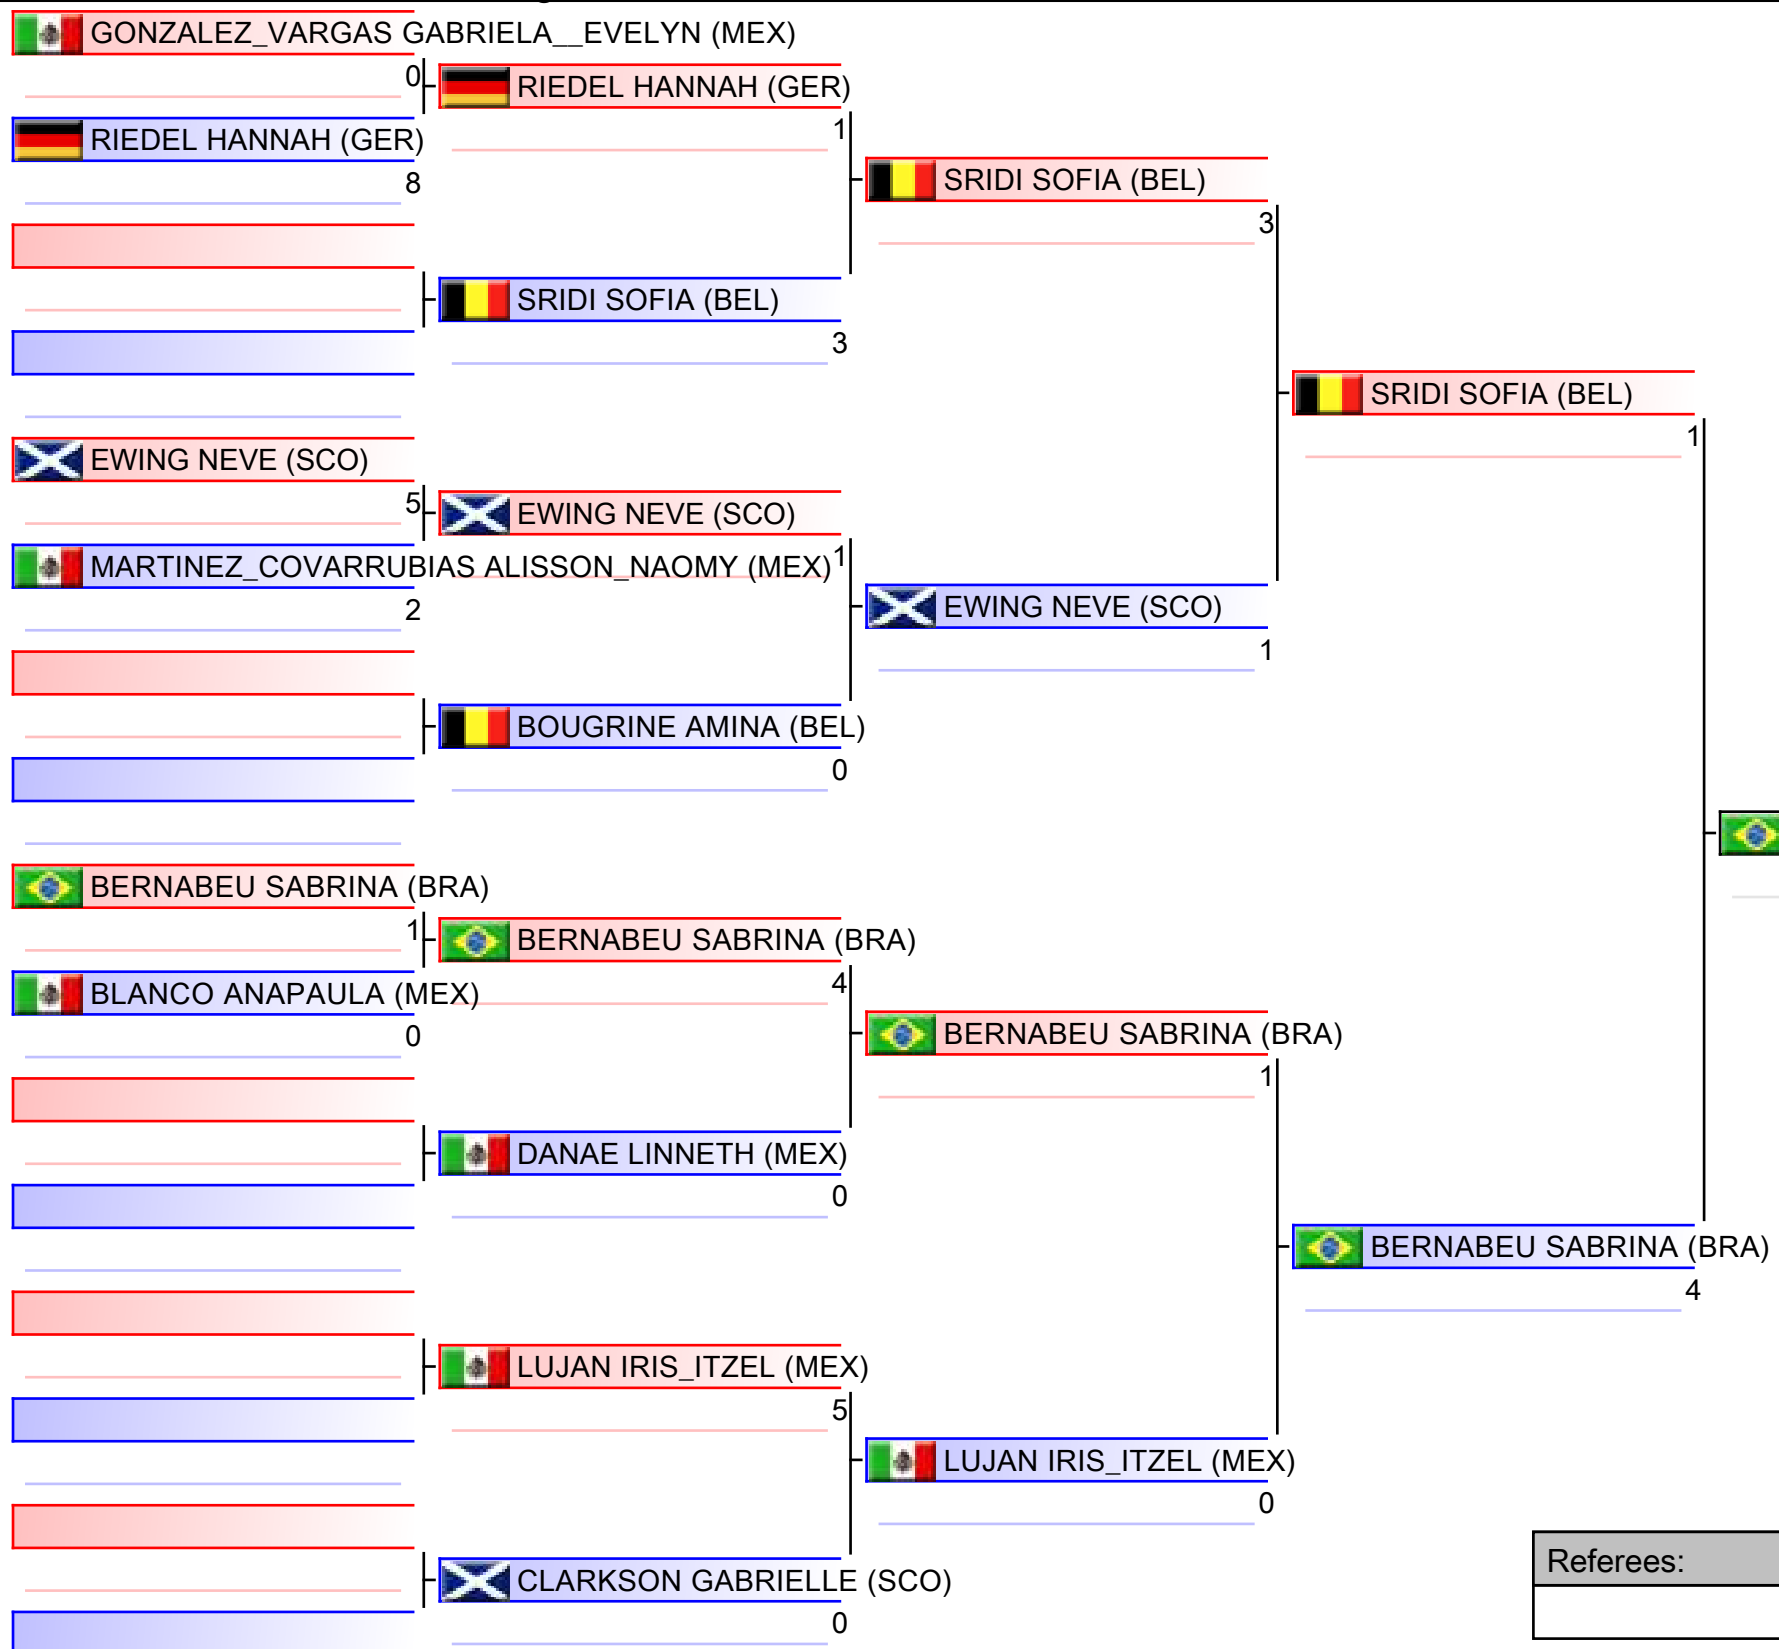 GONZALEZ_VARGAS GABRIELA__EVELYN (MEX)
0
RIEDEL HANNAH (GER)
8
EWING NEVE (SCO)
5
MARTINEZ_COVARRUBIAS ALISSON_NAOMY (MEX)
2
BERNABEU SABRINA (BRA)
1
BLANCO ANAPAULA (MEX)
0
RIEDEL HANNAH (GER)
1
SRIDI SOFIA (BEL)
3
EWING NEVE (SCO)
1
BOUGRINE AMINA (BEL)
0
BERNABEU SABRINA (BRA)
4
DANAE LINNETH (MEX)
0
LUJAN IRIS_ITZEL (MEX)
5
CLARKSON GABRIELLE (SCO)
0
SRIDI SOFIA (BEL)
3
EWING NEVE (SCO)
1
BERNABEU SABRINA (BRA)
1
LUJAN IRIS_ITZEL (MEX)
0
SRIDI SOFIA (BEL)
1
BERNABEU SABRINA (BRA)
4
Referees: